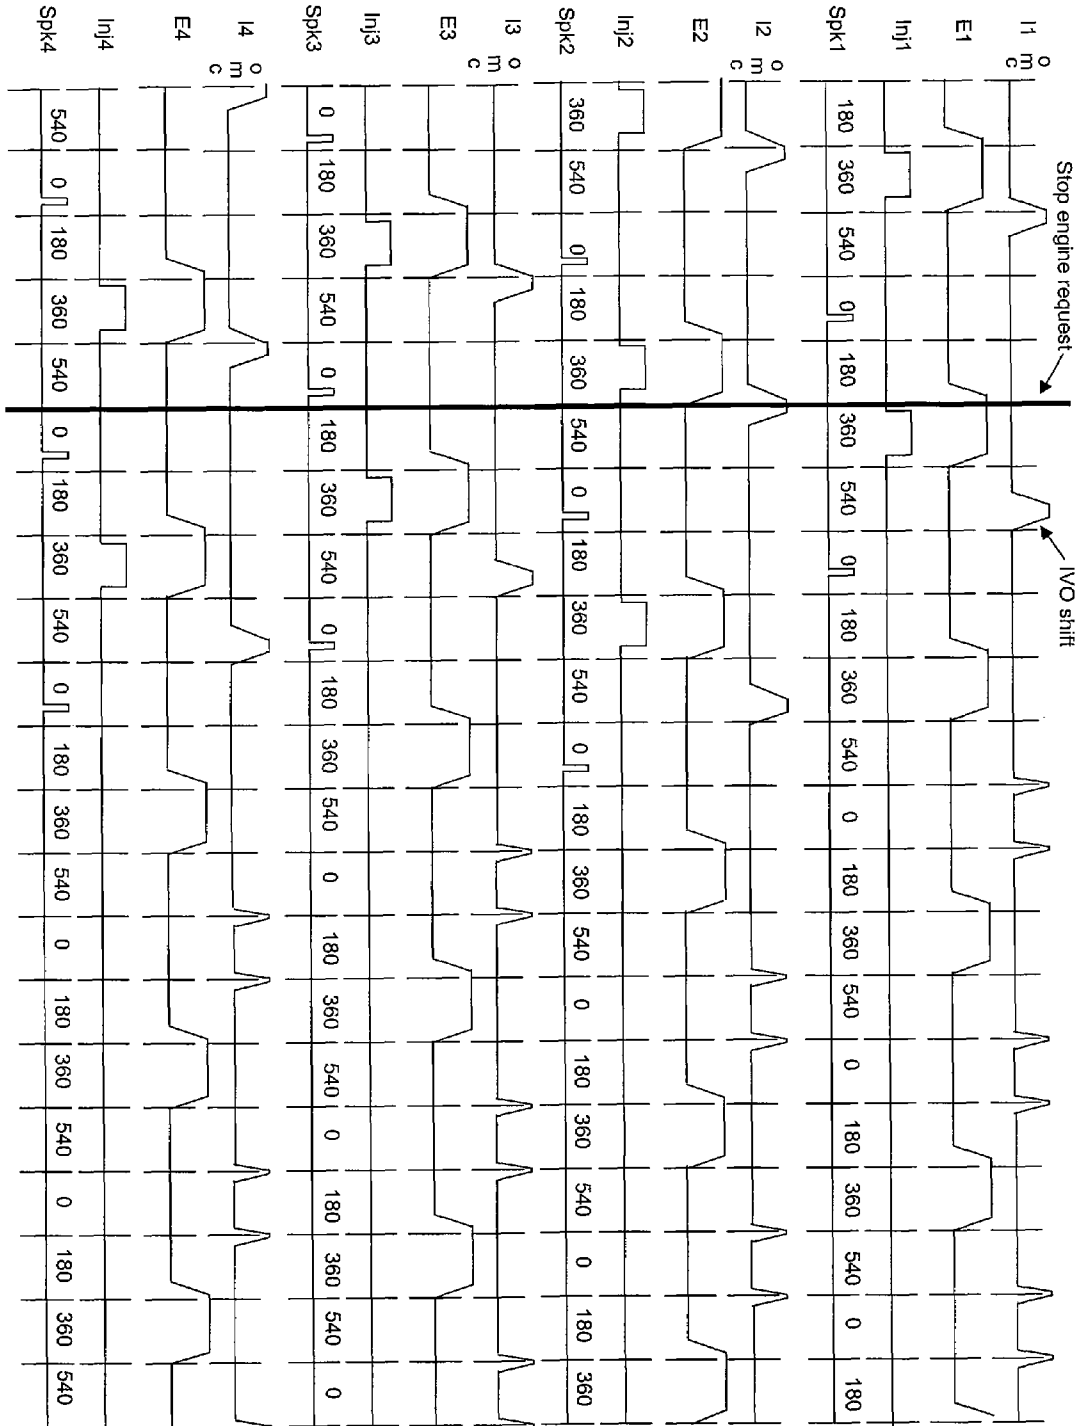 Stop engine request
IVO shift
I1
o
m
c
E1
Inj1
180 360 540 0 180 360 540 0 180 360 540 0 180 360 540 0 180 360 540 0 180
Spk1
I2
o
m
c
E2
Inj2
360 540 0 180 360 540 0 180 360 540 0 180 360 540 0 180 360 540 0 180 360
Spk2
I3
o
m
c
E3
Inj3
0 180 360 540 0 180 360 540 0 180 360 540 0 180 360 540 0 180 360 540 0
Spk3
I4
o
m
c
E4
Inj4
540 0 180 360 540 0 180 360 540 0 180 360 540 0 180 360 540 0 180 360 540
Spk4